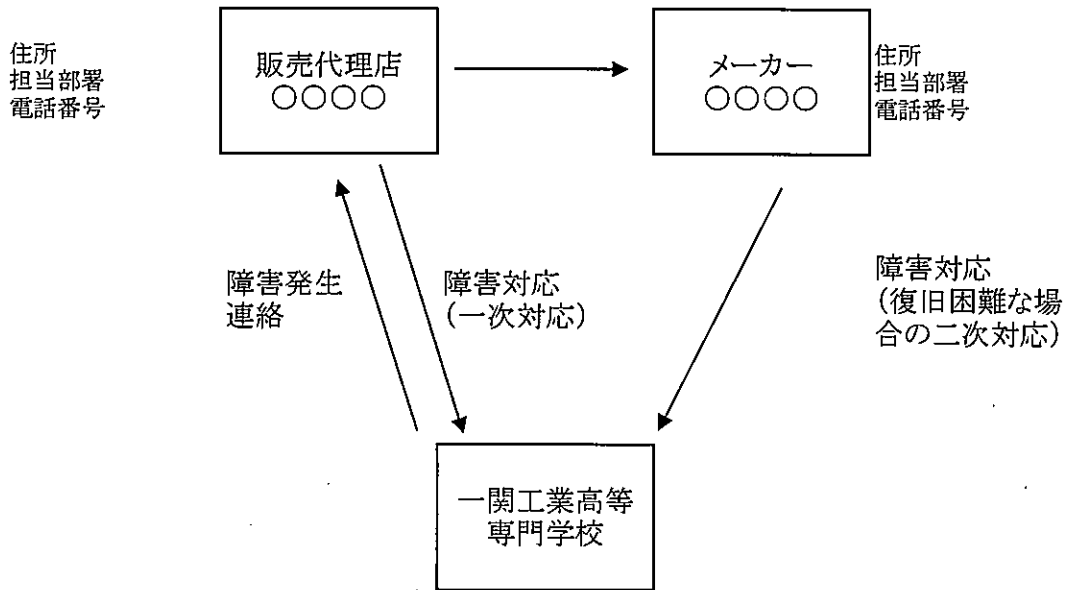 住所
担当部署
電話番号
販売代理店
○○○○
メーカー
○○○○
住所
担当部署
電話番号
障害発生
連絡
障害対応
(一次対応)
障害対応
(復旧困難な場
合の二次対応)
一関工業高等
専門学校